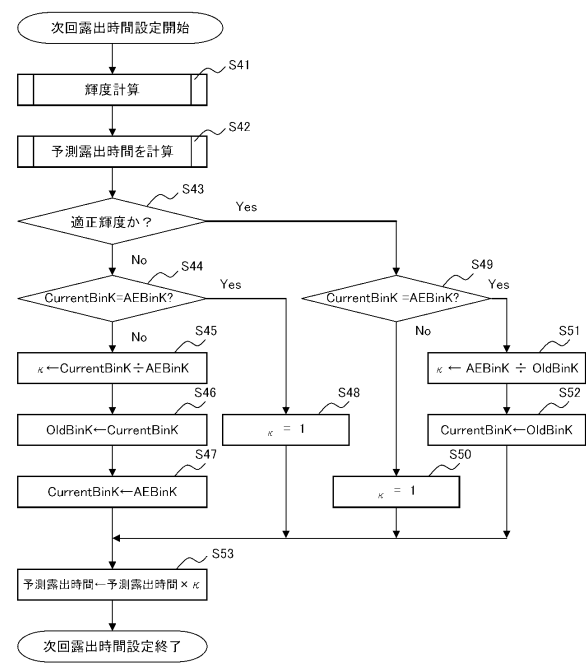 次回露出時間設定開始
S41
輝度計算
S42
予測露出時間を計算
S43
適正輝度か？
Yes
No
S44
CurrentBinK=AEBinK?
Yes
No
S49
CurrentBinK =AEBinK?
Yes
No
S45
κ←CurrentBinK÷AEBinK
S51
κ ← AEBinK ÷ OldBinK
S46
OldBinK←CurrentBinK
S48
κ = 1
S52
CurrentBinK←OldBinK
S47
CurrentBinK←AEBinK
S50
κ = 1
S53
予測露出時間←予測露出時間×κ
次回露出時間設定終了